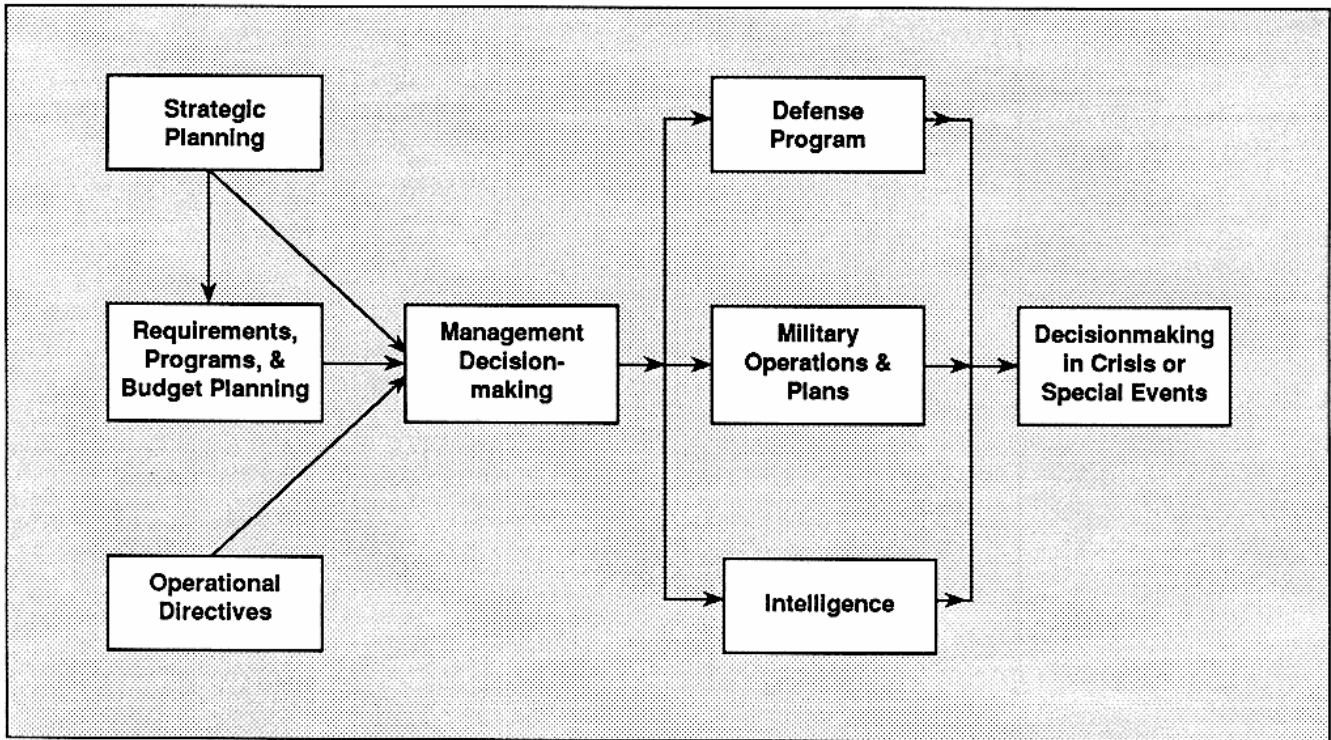 Strategic
Planning
Defense
Program
Requirements,
Programs, &
Budget Planning
Management
Decision-
making
Military
Operations &
Plans
Decisionmaking
in Crisis or
Special Events
Operational
Directives
Intelligence